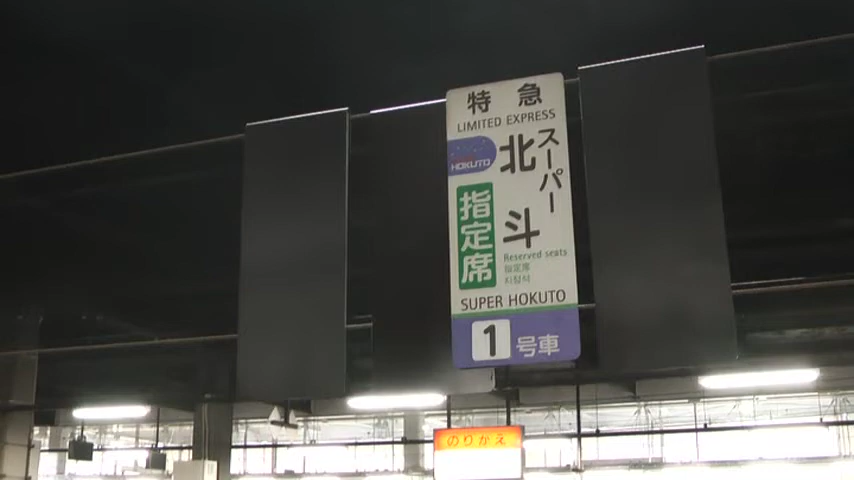 特急
LIMITED EXPRESS
スーパー
北斗
HOKUTO
指定席
Reserved seats
指定席
지정석
SUPER HOKUTO
1号車
のりかえ